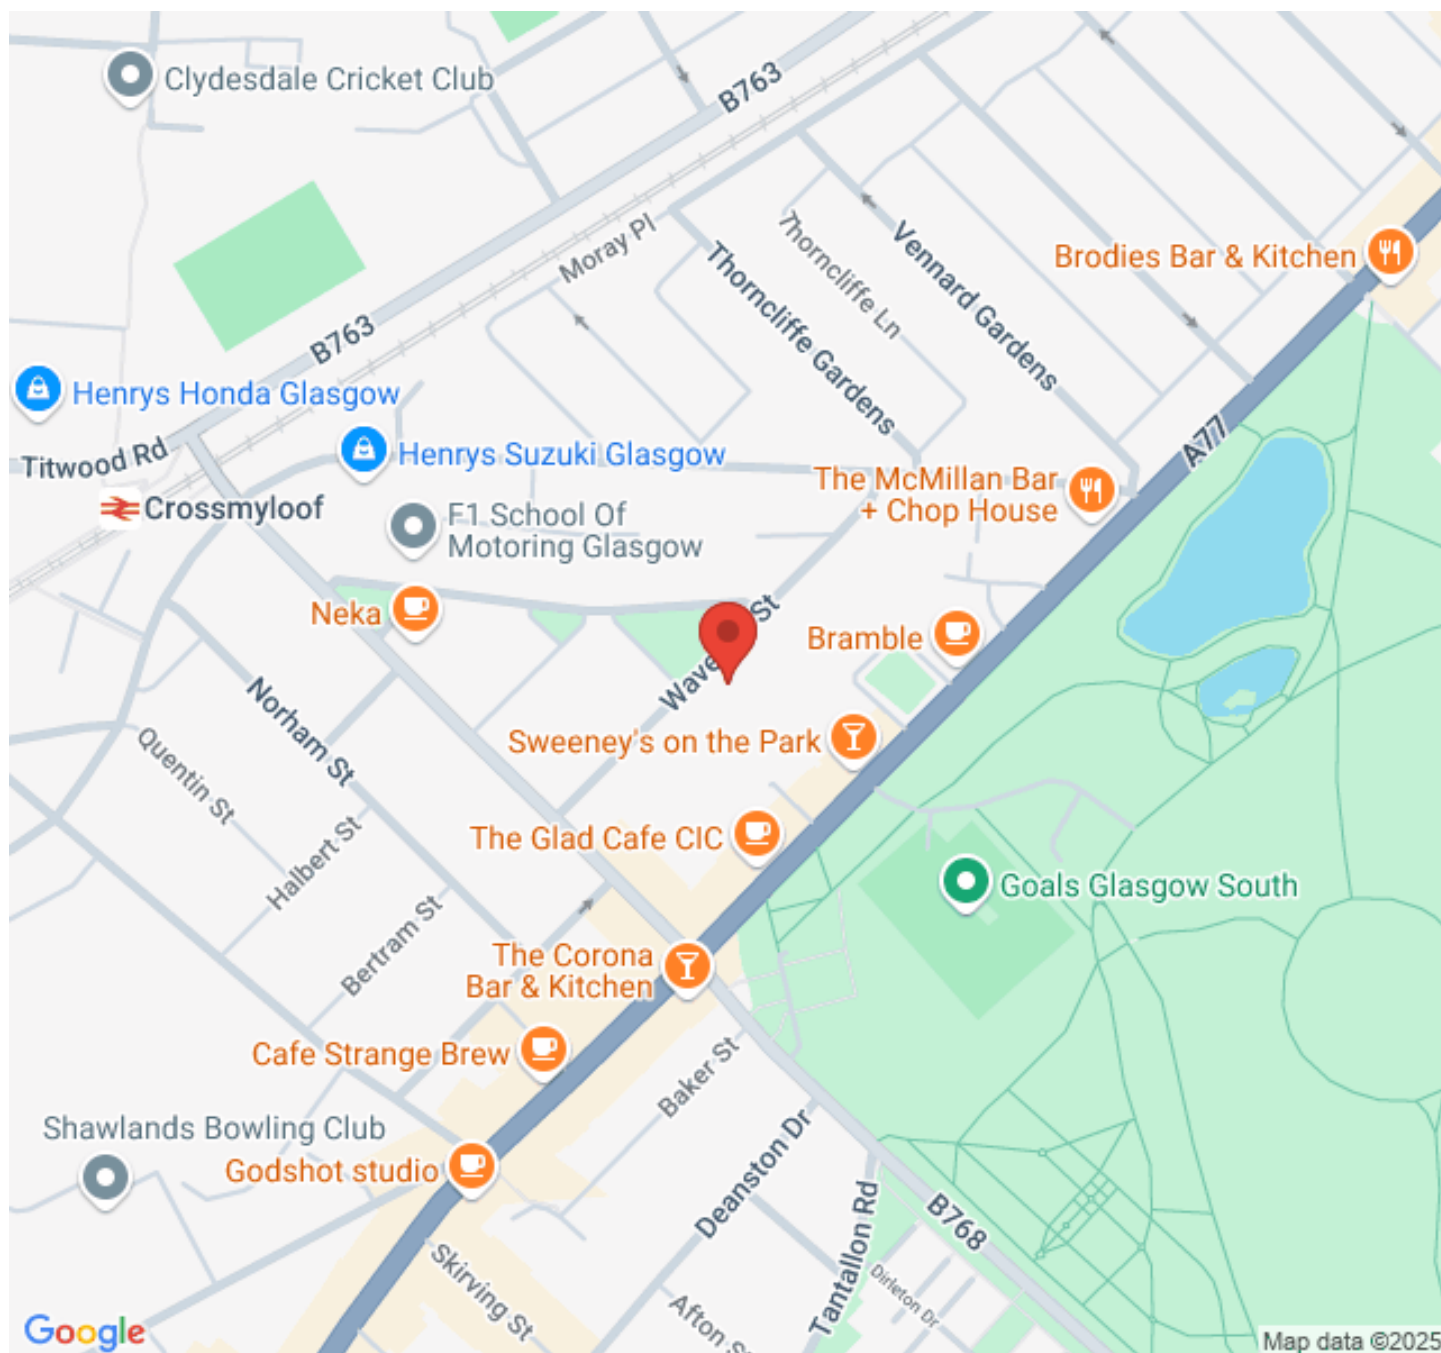 Clydesdale Cricket Club
B763
Moray Pl
Thorncliffe Ln
Vennard Gardens
Brodies Bar & Kitchen
Thorncliffe Gardens
B763
Henrys Honda Glasgow
A77
Titwood Rd
Henrys Suzuki Glasgow
The McMillan Bar
+ Chop House
Crossmyloof
F1 School Of
Motoring Glasgow
Neka
Bramble
Norham St
Sweeney's on the Park
Quentin St
The Glad Cafe CIC
Halbert St
Goals Glasgow South
Bertram St
The Corona
Bar & Kitchen
Cafe Strange Brew
Baker St
Shawlands Bowling Club
Godshot studio
Deanston Dr
Tantallon Rd
B768
Skirving St
Dirleton Dr
Afton
Google
Map data ©2025